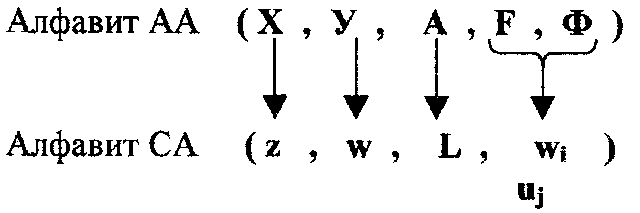 Алфавит АА ( Х , У , А , F , Ф )
Алфавит СА ( z , w , L , wi )
uj